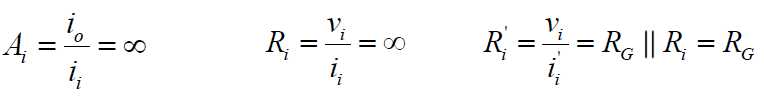 A_i = i_o / i_i = ∞    R_i = v_i / i_i = ∞    R_i' = v_i / i_i' = R_G || R_i = R_G